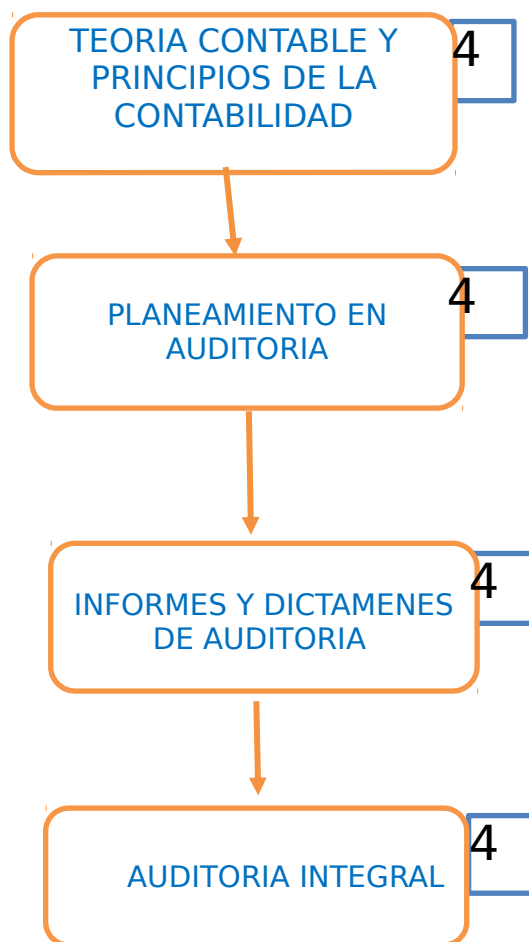 TEORIA CONTABLE Y
PRINCIPIOS DE LA
CONTABILIDAD
4
PLANEAMIENTO EN
AUDITORIA
4
INFORMES Y DICTAMENES
DE AUDITORIA
4
AUDITORIA INTEGRAL
4